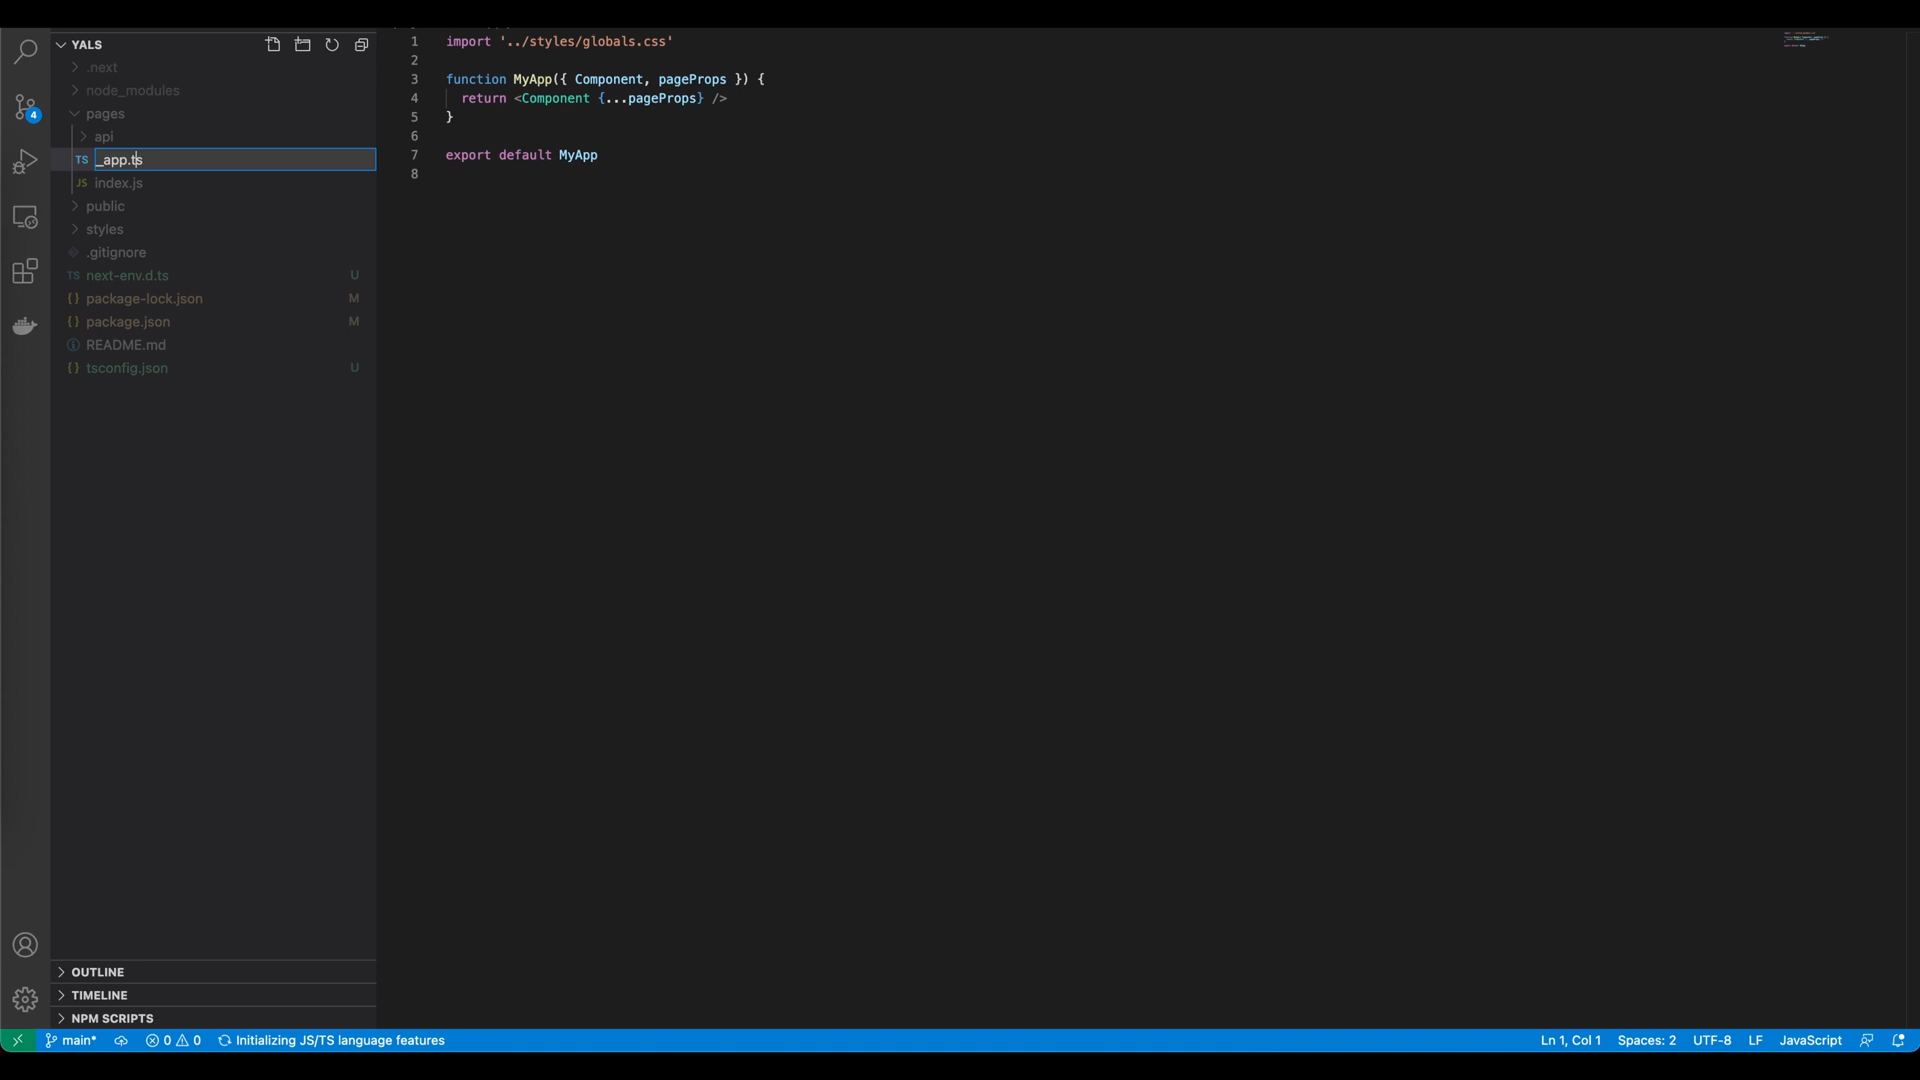 YALS
.next
node_modules
pages
api
TS _app.ts
JS index.js
public
styles
.gitignore
TS next-env.d.ts U
{} package-lock.json M
{} package.json M
README.md
{} tsconfig.json U
OUTLINE
TIMELINE
NPM SCRIPTS
4
1 import '../styles/globals.css'
2
3 function MyApp({ Component, pageProps }) {
4 return <Component {...pageProps} />
5 }
6
7 export default MyApp
8
main* 0 0 Initializing JS/TS language features Ln 1, Col 1 Spaces: 2 UTF-8 LF JavaScript